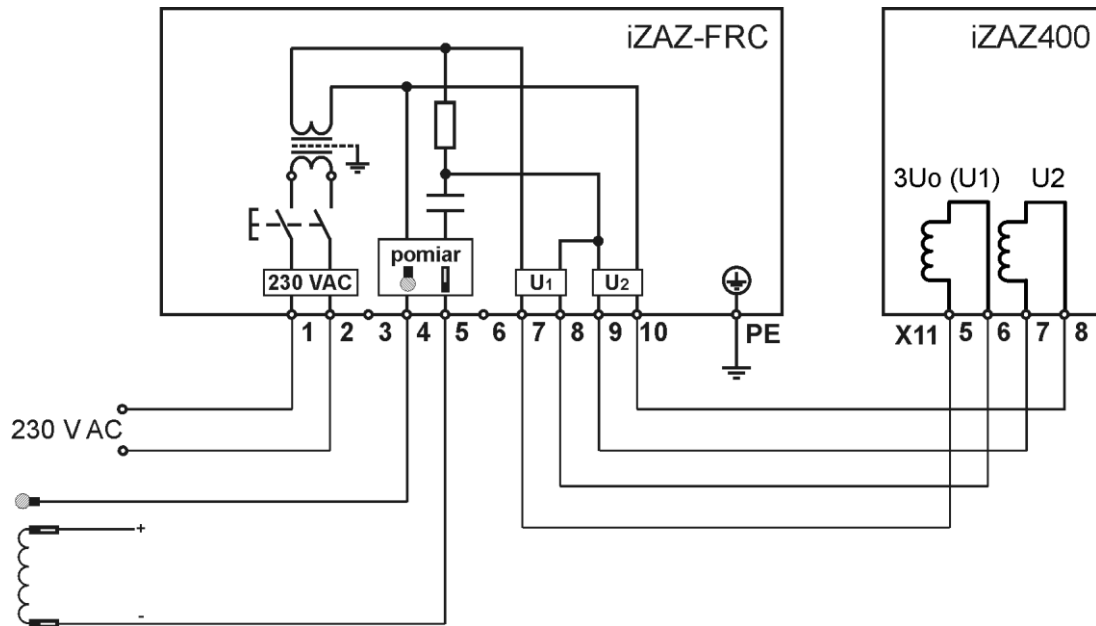 iZAZ-FRC
iZAZ400
3Uo (U1) U2
pomiar
230 VAC
U1 U2
1 2 3 4 5 6 7 8 9 10 PE
X11 5 6 7 8
230 V AC
+
-